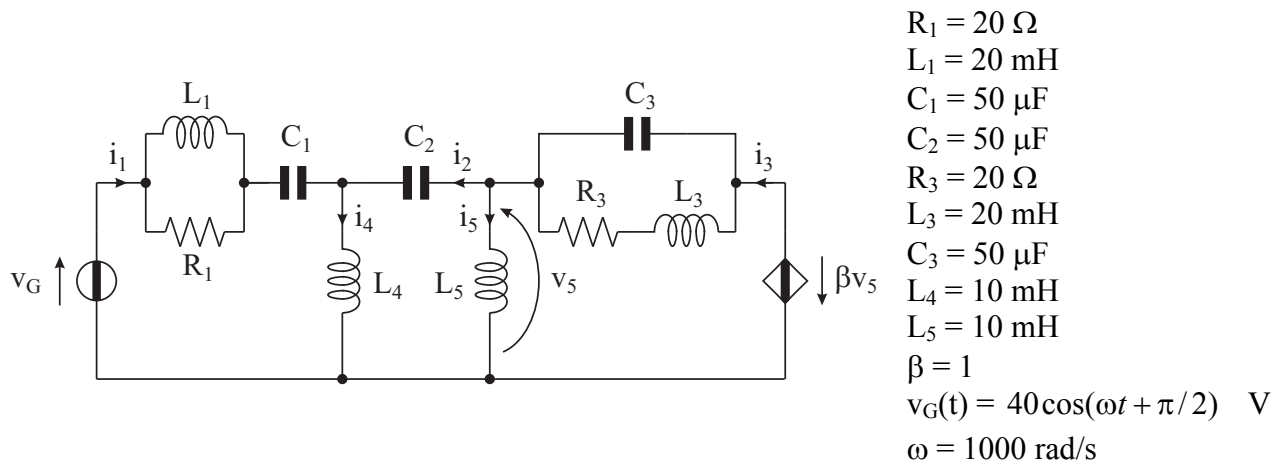 L₁
C₁
C₂
C₃
i₁
i₂
i₃
R₁
i₄
i₅
R₃
L₃
v_G
L₄
L₅
v₅
βv₅
R₁ = 20 Ω
L₁ = 20 mH
C₁ = 50 μF
C₂ = 50 μF
R₃ = 20 Ω
L₃ = 20 mH
C₃ = 50 μF
L₄ = 10 mH
L₅ = 10 mH
β = 1
v_G(t) = 40cos(ωt + π/2) V
ω = 1000 rad/s